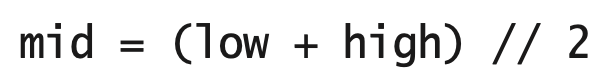 mid = (low + high) // 2